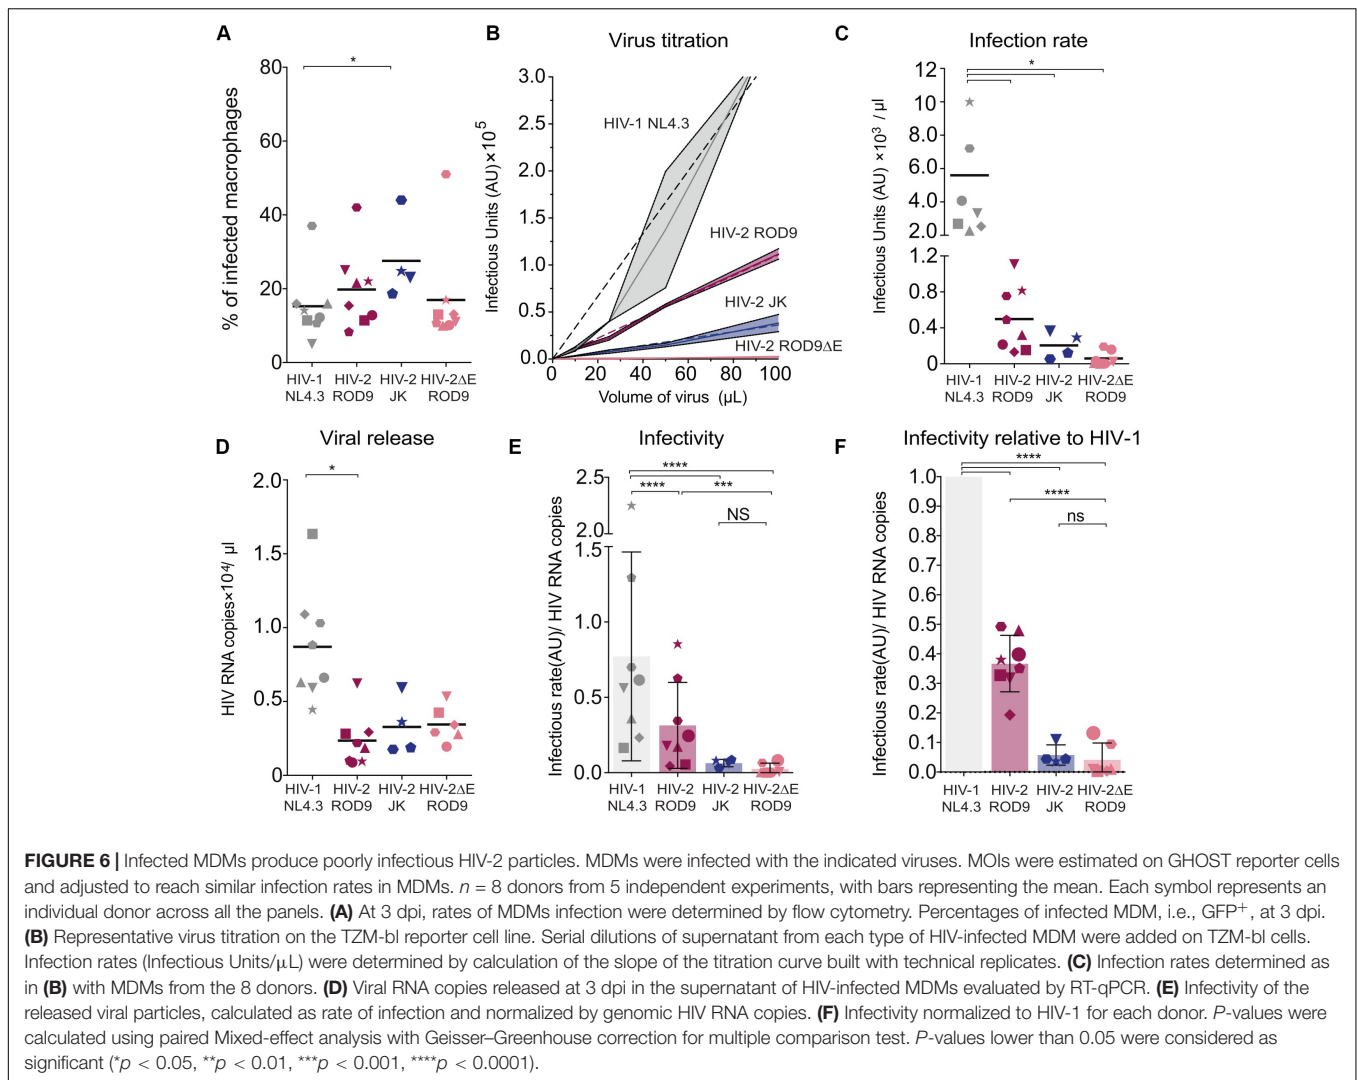 A
80
60
40
20
0
% of infected macrophages
*
HIV-1
NL4.3
HIV-2
ROD9
HIV-2
JK
HIV-2ΔE
ROD9
B
Virus titration
3.0
2.5
2.0
1.5
1.0
0.5
0.0
Infectious Units (AU)×10⁵
HIV-1 NL4.3
HIV-2 ROD9
HIV-2 JK
HIV-2 ROD9ΔE
0 20 40 60 80 100
Volume of virus (µL)
C
Infection rate
12
10
8.0
6.0
4.0
2.0
1.2
0.8
0.4
0
Infectious Units (AU) ×10³ / µl
*
HIV-1
NL4.3
HIV-2
ROD9
HIV-2
JK
HIV-2ΔE
ROD9
D
Viral release
2.0
1.5
1.0
0.5
0
HIV RNA copies×10⁴/ µl
*
HIV-1
NL4.3
HIV-2
ROD9
HIV-2
JK
HIV-2ΔE
ROD9
E
Infectivity
2.5
2.0
1.5
1.0
0.5
0.0
Infectious rate(AU)/ HIV RNA copies
****
**** ***
NS
HIV-1
NL4.3
HIV-2
ROD9
HIV-2
JK
HIV-2ΔE
ROD9
F
Infectivity relative to HIV-1
1.0
0.9
0.8
0.7
0.6
0.5
0.4
0.3
0.2
0.1
0.0
Infectious rate(AU)/ HIV RNA copies
****
****
ns
HIV-1
NL4.3
HIV-2
ROD9
HIV-2
JK
HIV-2ΔE
ROD9
FIGURE 6 | Infected MDMs produce poorly infectious HIV-2 particles. MDMs were infected with the indicated viruses. MOIs were estimated on GHOST reporter cells
and adjusted to reach similar infection rates in MDMs. n = 8 donors from 5 independent experiments, with bars representing the mean. Each symbol represents an
individual donor across all the panels. (A) At 3 dpi, rates of MDMs infection were determined by flow cytometry. Percentages of infected MDM, i.e., GFP⁺, at 3 dpi.
(B) Representative virus titration on the TZM-bl reporter cell line. Serial dilutions of supernatant from each type of HIV-infected MDM were added on TZM-bl cells.
Infection rates (Infectious Units/µL) were determined by calculation of the slope of the titration curve built with technical replicates. (C) Infection rates determined as
in (B) with MDMs from the 8 donors. (D) Viral RNA copies released at 3 dpi in the supernatant of HIV-infected MDMs evaluated by RT-qPCR. (E) Infectivity of the
released viral particles, calculated as rate of infection and normalized by genomic HIV RNA copies. (F) Infectivity normalized to HIV-1 for each donor. P-values were
calculated using paired Mixed-effect analysis with Geisser–Greenhouse correction for multiple comparison test. P-values lower than 0.05 were considered as
significant (*p < 0.05, **p < 0.01, ***p < 0.001, ****p < 0.0001).